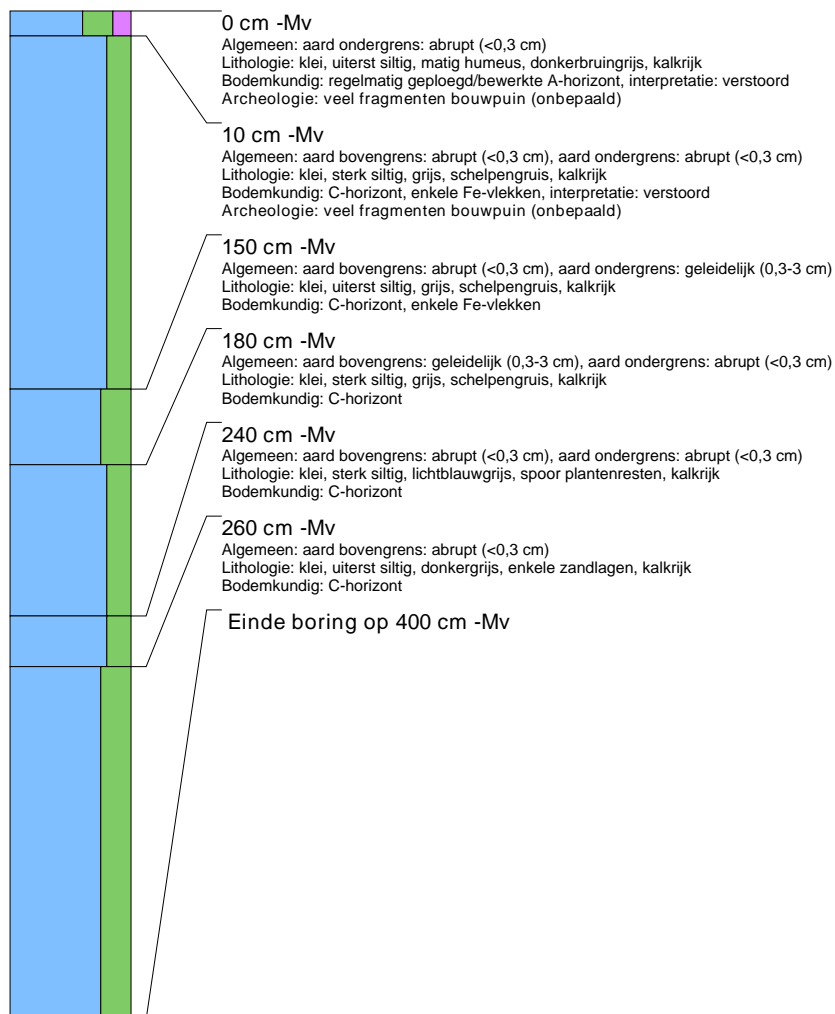 0 cm -Mv
Algemeen: aard ondergrens: abrupt (<0,3 cm)
Lithologie: klei, uiterst siltig, matig humeus, donkerbruingrijs, kalkrijk
Bodemkundig: regelmatig geploegd/bewerkte A-horizont, interpretatie: verstoord
Archeologie: veel fragmenten bouwpuin (onbepaald)
10 cm -Mv
Algemeen: aard bovengrens: abrupt (<0,3 cm), aard ondergrens: abrupt (<0,3 cm)
Lithologie: klei, sterk siltig, grijs, schelpengruis, kalkrijk
Bodemkundig: C-horizont, enkele Fe-vlekken, interpretatie: verstoord
Archeologie: veel fragmenten bouwpuin (onbepaald)
150 cm -Mv
Algemeen: aard bovengrens: abrupt (<0,3 cm), aard ondergrens: geleidelijk (0,3-3 cm)
Lithologie: klei, uiterst siltig, grijs, schelpengruis, kalkrijk
Bodemkundig: C-horizont, enkele Fe-vlekken
180 cm -Mv
Algemeen: aard bovengrens: geleidelijk (0,3-3 cm), aard ondergrens: abrupt (<0,3 cm)
Lithologie: klei, sterk siltig, grijs, schelpengruis, kalkrijk
Bodemkundig: C-horizont
240 cm -Mv
Algemeen: aard bovengrens: abrupt (<0,3 cm), aard ondergrens: abrupt (<0,3 cm)
Lithologie: klei, sterk siltig, lichtblauwgrijs, spoor plantenresten, kalkrijk
Bodemkundig: C-horizont
260 cm -Mv
Algemeen: aard bovengrens: abrupt (<0,3 cm)
Lithologie: klei, uiterst siltig, donkergrijs, enkele zandlagen, kalkrijk
Bodemkundig: C-horizont
Einde boring op 400 cm -Mv